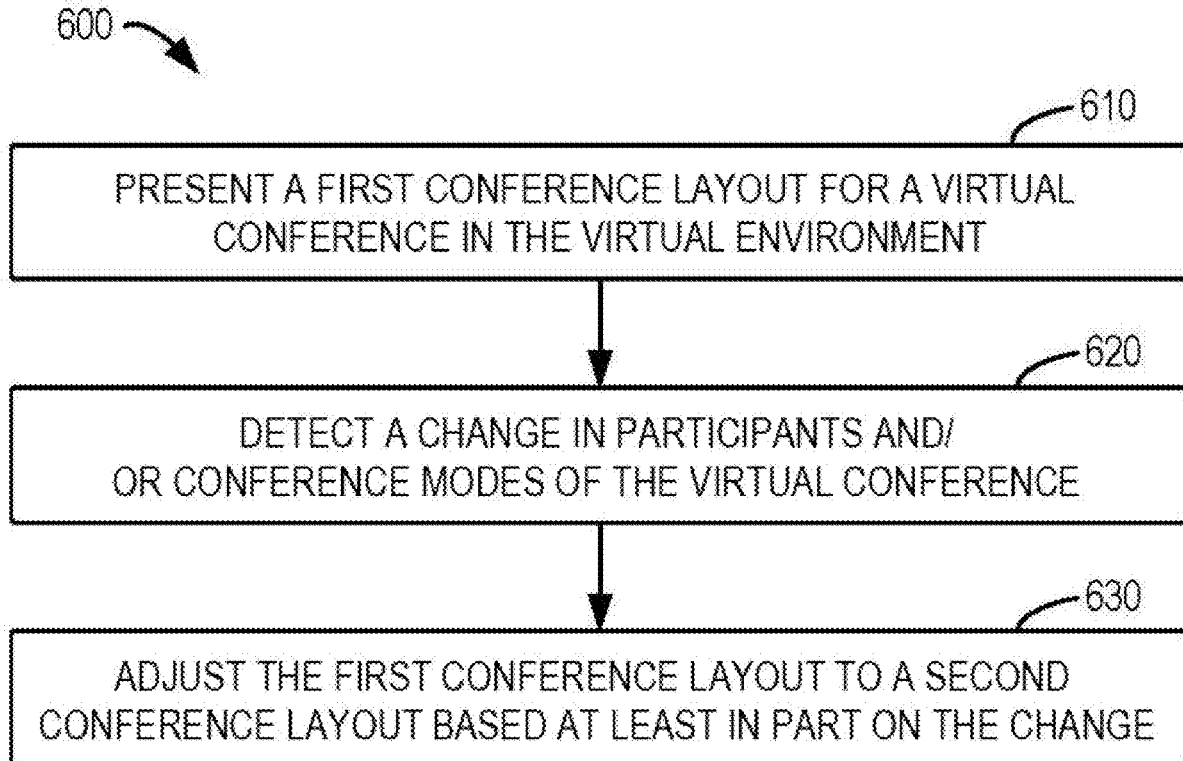 600
610
PRESENT A FIRST CONFERENCE LAYOUT FOR A VIRTUAL
CONFERENCE IN THE VIRTUAL ENVIRONMENT
620
DETECT A CHANGE IN PARTICIPANTS AND/
OR CONFERENCE MODES OF THE VIRTUAL CONFERENCE
630
ADJUST THE FIRST CONFERENCE LAYOUT TO A SECOND
CONFERENCE LAYOUT BASED AT LEAST IN PART ON THE CHANGE